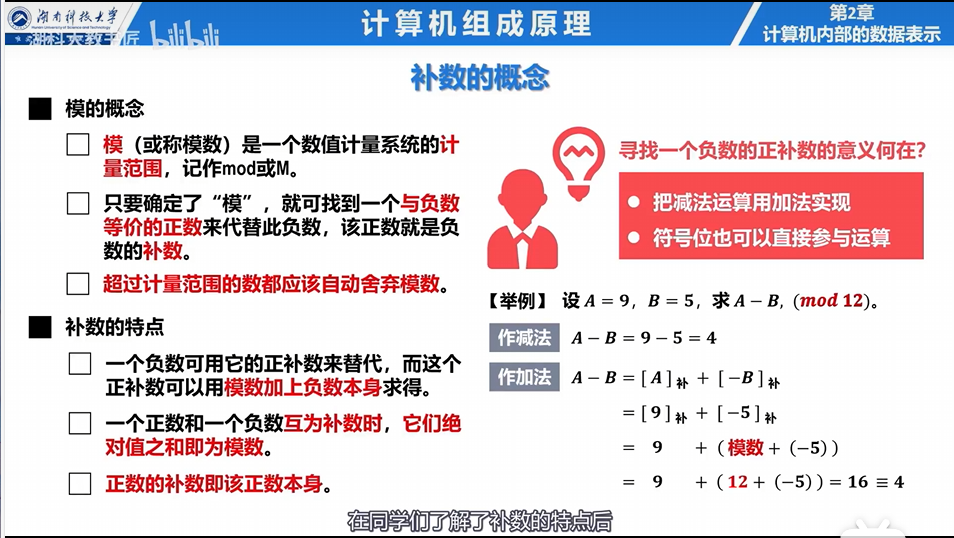 湖南科技大学
Hunan University of Science and Technology
bilibili
计算机组成原理
第2章
计算机内部的数据表示
补数的概念
模的概念
模（或称模数）是一个数值计量系统的计
量范围，记作mod或M。
只要确定了“模”，就可找到一个与负数
等价的正数来代替此负数，该正数就是负
数的补数。
超过计量范围的数都应该自动舍弃模数。
补数的特点
一个负数可用它的正补数来替代，而这个
正补数可以用模数加上负数本身求得。
一个正数和一个负数互为补数时，它们绝
对值之和即为模数。
正数的补数即该正数本身。
寻找一个负数的正补数的意义何在？
把减法运算用加法实现
符号位也可以直接参与运算
【举例】 设 A = 9, B = 5, 求 A − B, (mod 12)。
作减法 A − B = 9 − 5 = 4
作加法 A − B = [ A ]补 + [ −B ]补
= [ 9 ]补 + [ −5 ]补
= 9 + ( 模数 + (−5) )
= 9 + ( 12 + (−5) ) = 16 ≡ 4
在同学们了解了补数的特点后